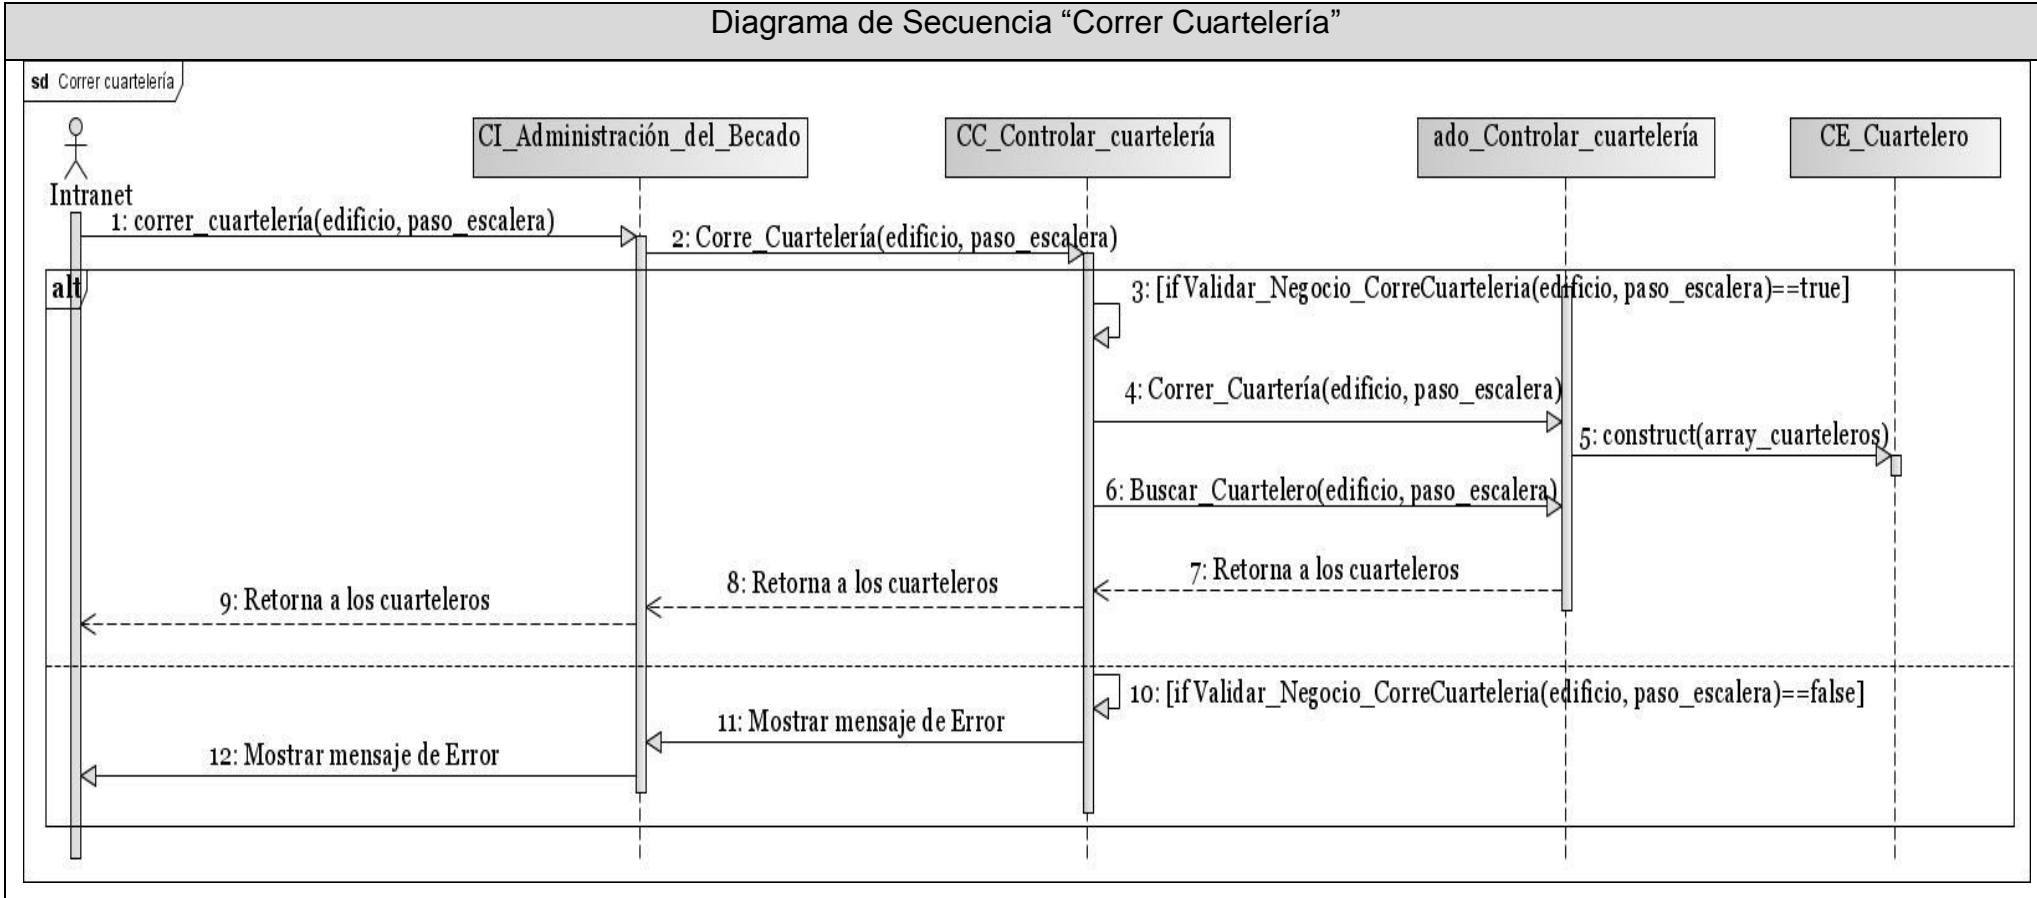 Diagrama de Secuencia “Correr Cuartelería”
sd Correr cuartelería
CI_Administración_del_Becado
CC_Controlar_cuartelería
ado_Controlar_cuartelería
CE_Cuartelero
Intranet
1: correr_cuartelería(edificio, paso_escalera)
2: Corre_Cuartelería(edificio, paso_escalera)
alt
3: [if Validar_Negocio_CorreCuarteleria(edificio, paso_escalera)==true]
4: Correr_Cuartería(edificio, paso_escalera)
5: construct(array_cuarteleros)
6: Buscar_Cuartelero(edificio, paso_escalera)
7: Retorna a los cuarteleros
8: Retorna a los cuarteleros
9: Retorna a los cuarteleros
10: [if Validar_Negocio_CorreCuarteleria(edificio, paso_escalera)==false]
11: Mostrar mensaje de Error
12: Mostrar mensaje de Error